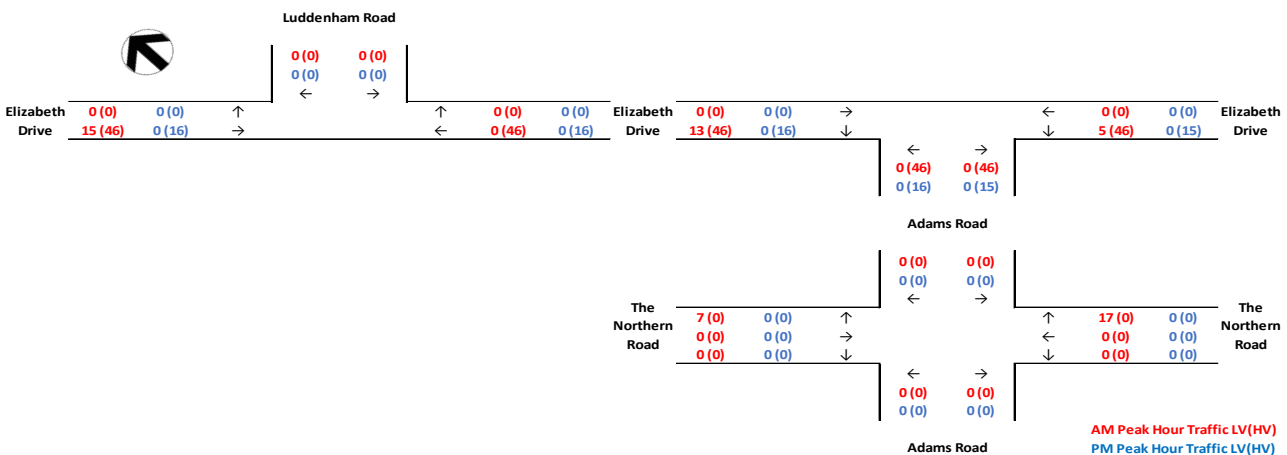 Luddenham Road
0 (0) 0 (0)
0 (0) 0 (0)
← →
Elizabeth Drive
0 (0) 0 (0) ↑
15 (46) 0 (16) →
↑ 0 (0) 0 (0)
← 0 (46) 0 (16)
Elizabeth Drive
0 (0) 0 (0) →
13 (46) 0 (16) ↓
← 0 (0) 0 (0)
↓ 5 (46) 0 (15)
Elizabeth Drive
← →
0 (46) 0 (46)
0 (16) 0 (15)
Adams Road
0 (0) 0 (0)
0 (0) 0 (0)
← →
The Northern Road
7 (0) 0 (0) ↑
0 (0) 0 (0) →
0 (0) 0 (0) ↓
↑ 17 (0) 0 (0)
← 0 (0) 0 (0)
↓ 0 (0) 0 (0)
The Northern Road
← →
0 (0) 0 (0)
0 (0) 0 (0)
Adams Road
AM Peak Hour Traffic LV(HV)
PM Peak Hour Traffic LV(HV)